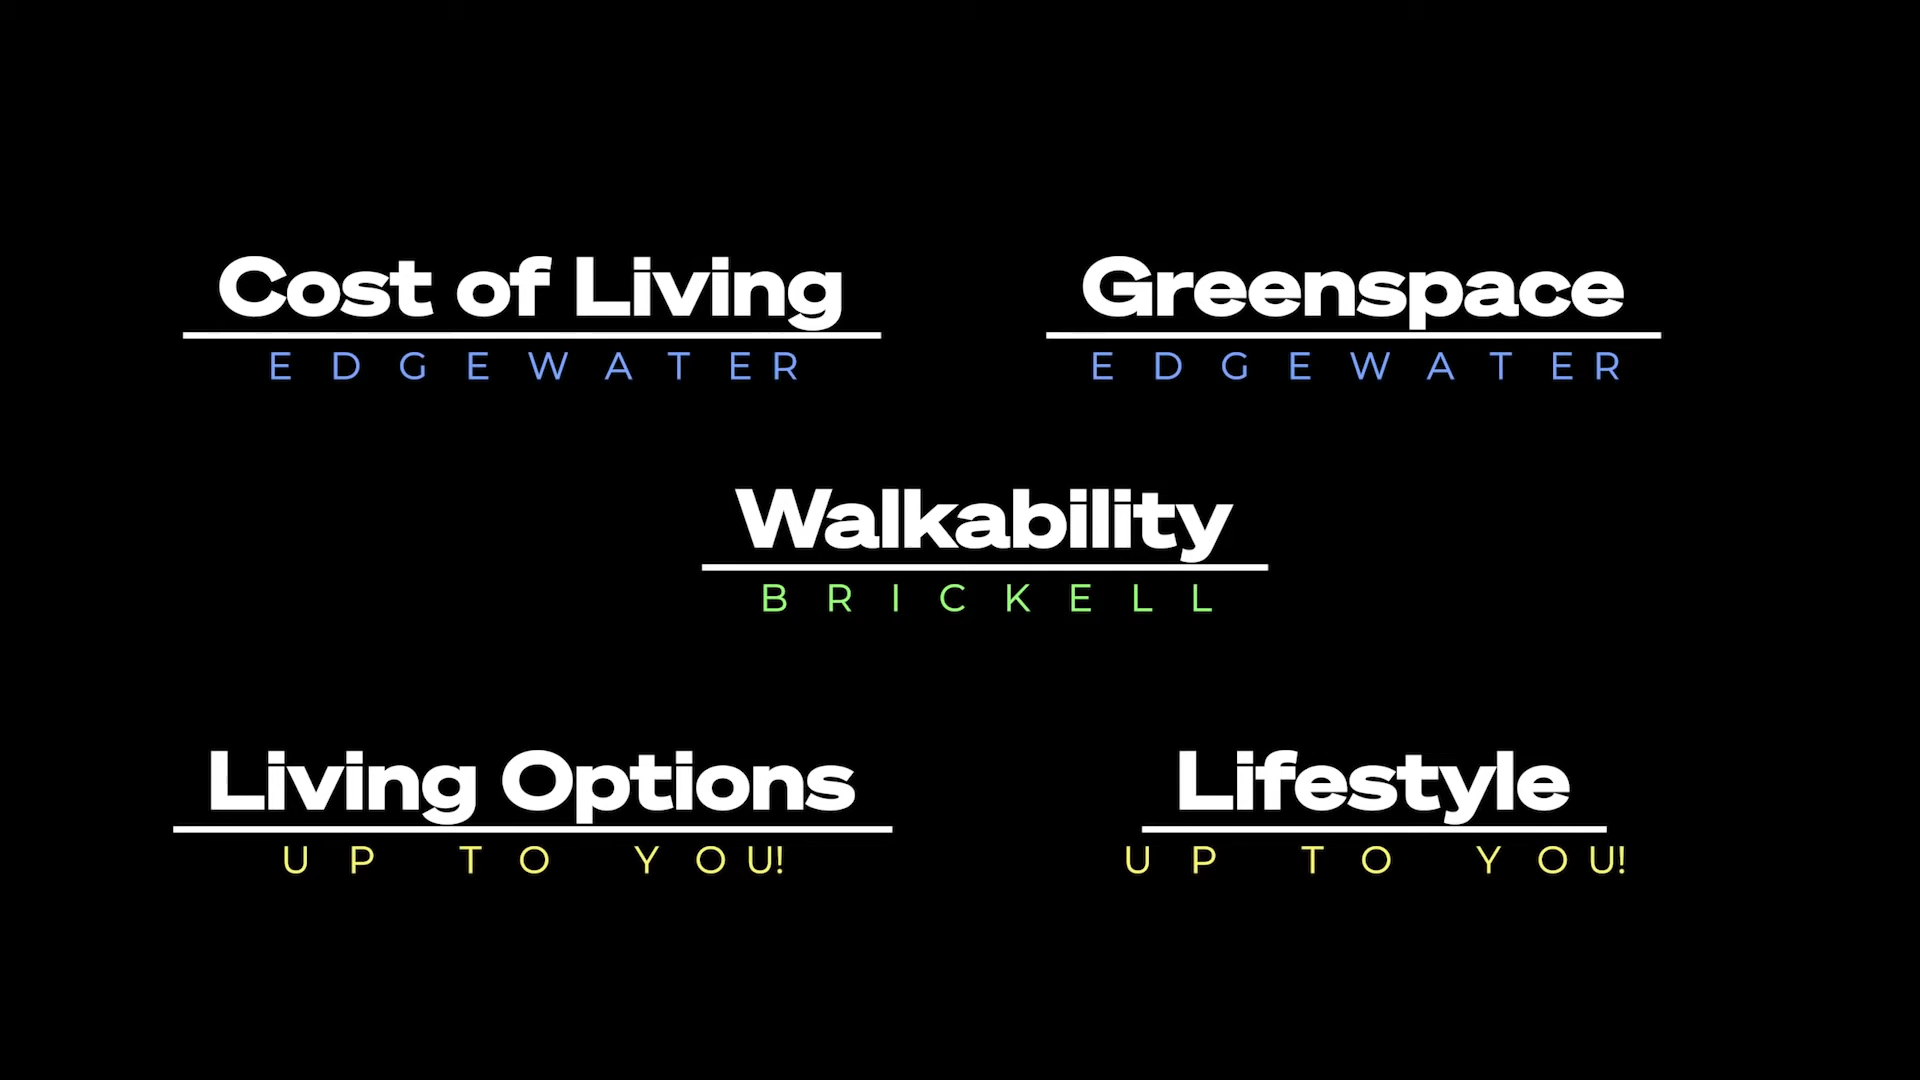 Cost of Living
EDGEWATER
Greenspace
EDGEWATER
Walkability
BRICKELL
Living Options
UP TO YOU!
Lifestyle
UP TO YOU!